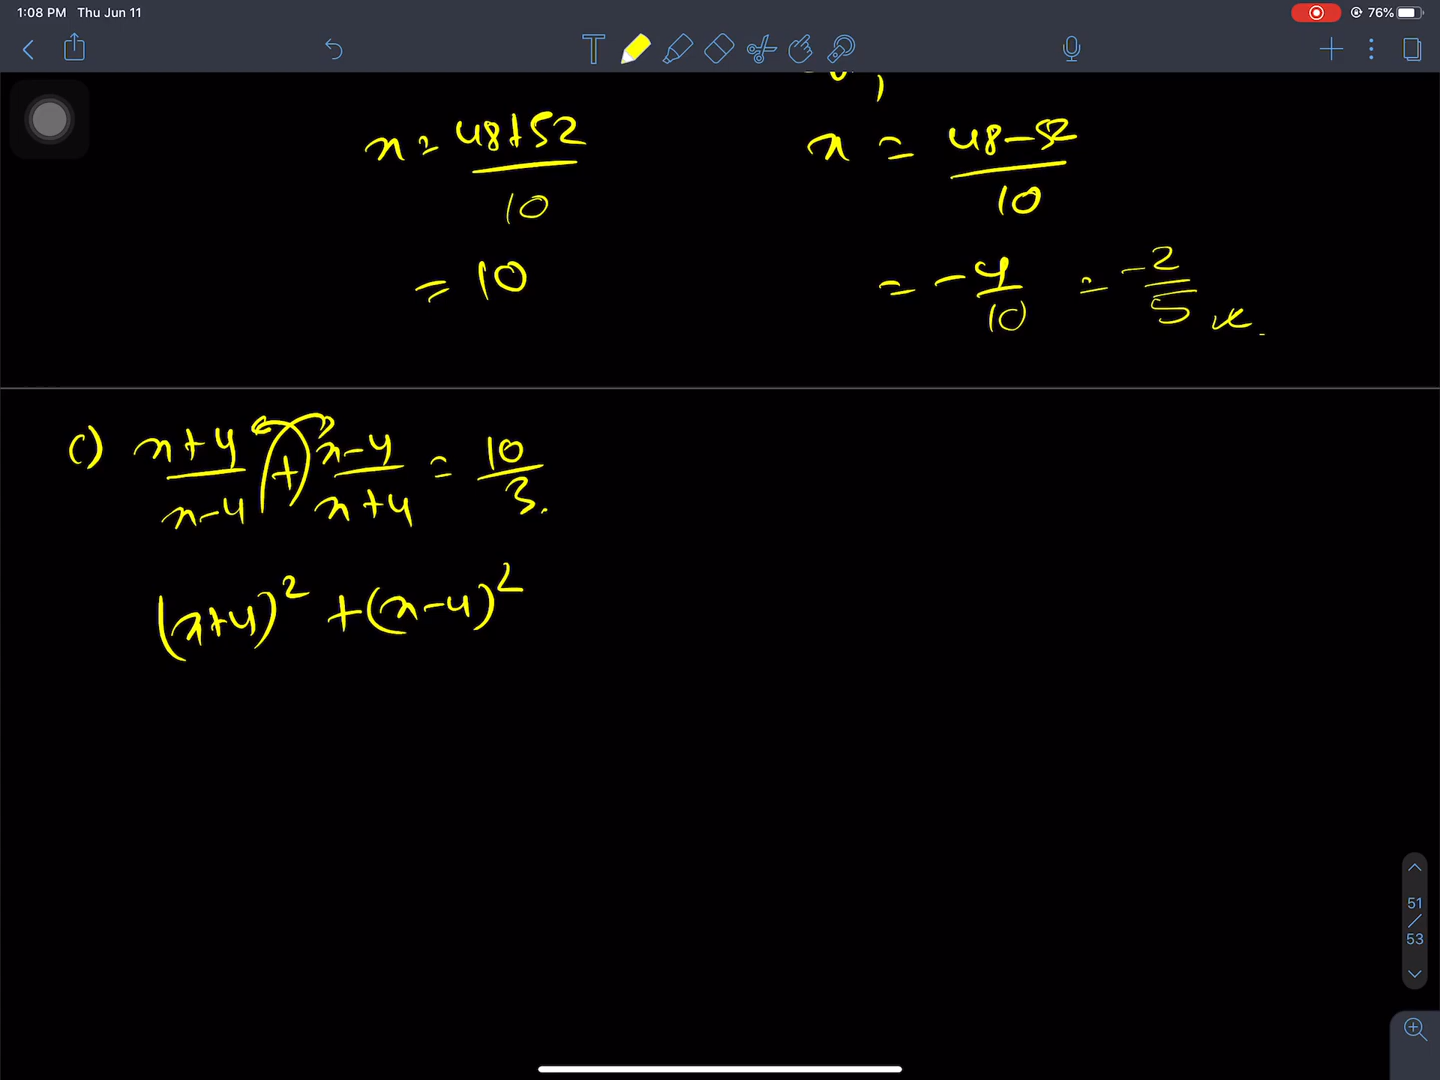 1:08 PM Thu Jun 11 76%
T
x = (48+52)/10
x = (48-52)/10
= 10
= -4/10 = -2/5
c) (x+4)/(x-4) + (x-4)/(x+4) = 10/3.
(x+4)² + (x-4)²
51
/
53